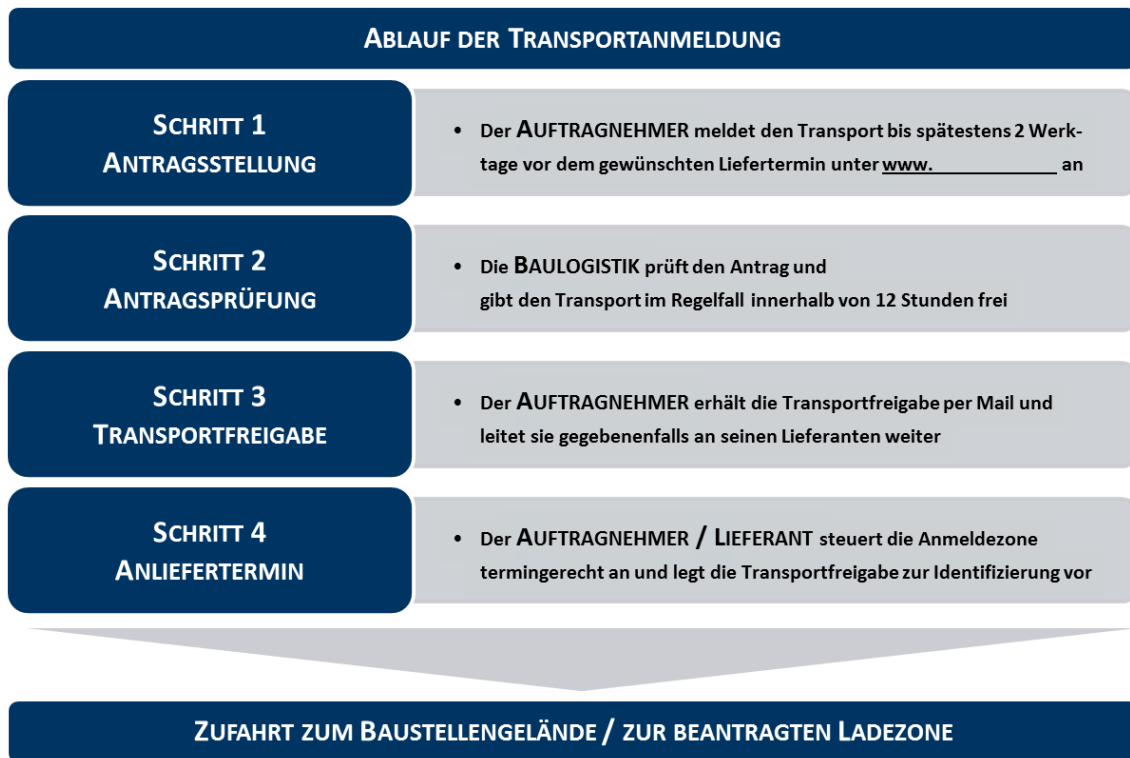 ABLAUF DER TRANSPORTANMELDUNG
SCHRITT 1
ANTRAGSSTELLUNG
• Der AUFTRAGNEHMER meldet den Transport bis spätestens 2 Werk-
tage vor dem gewünschten Liefertermin unter www.____________ an
SCHRITT 2
ANTRAGSPRÜFUNG
• Die BAULOGISTIK prüft den Antrag und
gibt den Transport im Regelfall innerhalb von 12 Stunden frei
SCHRITT 3
TRANSPORTFREIGABE
• Der AUFTRAGNEHMER erhält die Transportfreigabe per Mail und
leitet sie gegebenenfalls an seinen Lieferanten weiter
SCHRITT 4
ANLIEFERTERMIN
• Der AUFTRAGNEHMER / LIEFERANT steuert die Anmeldezone
termingerecht an und legt die Transportfreigabe zur Identifizierung vor
ZUFAHRT ZUM BAUSTELLENGELÄNDE / ZUR BEANTRAGTEN LADEZONE